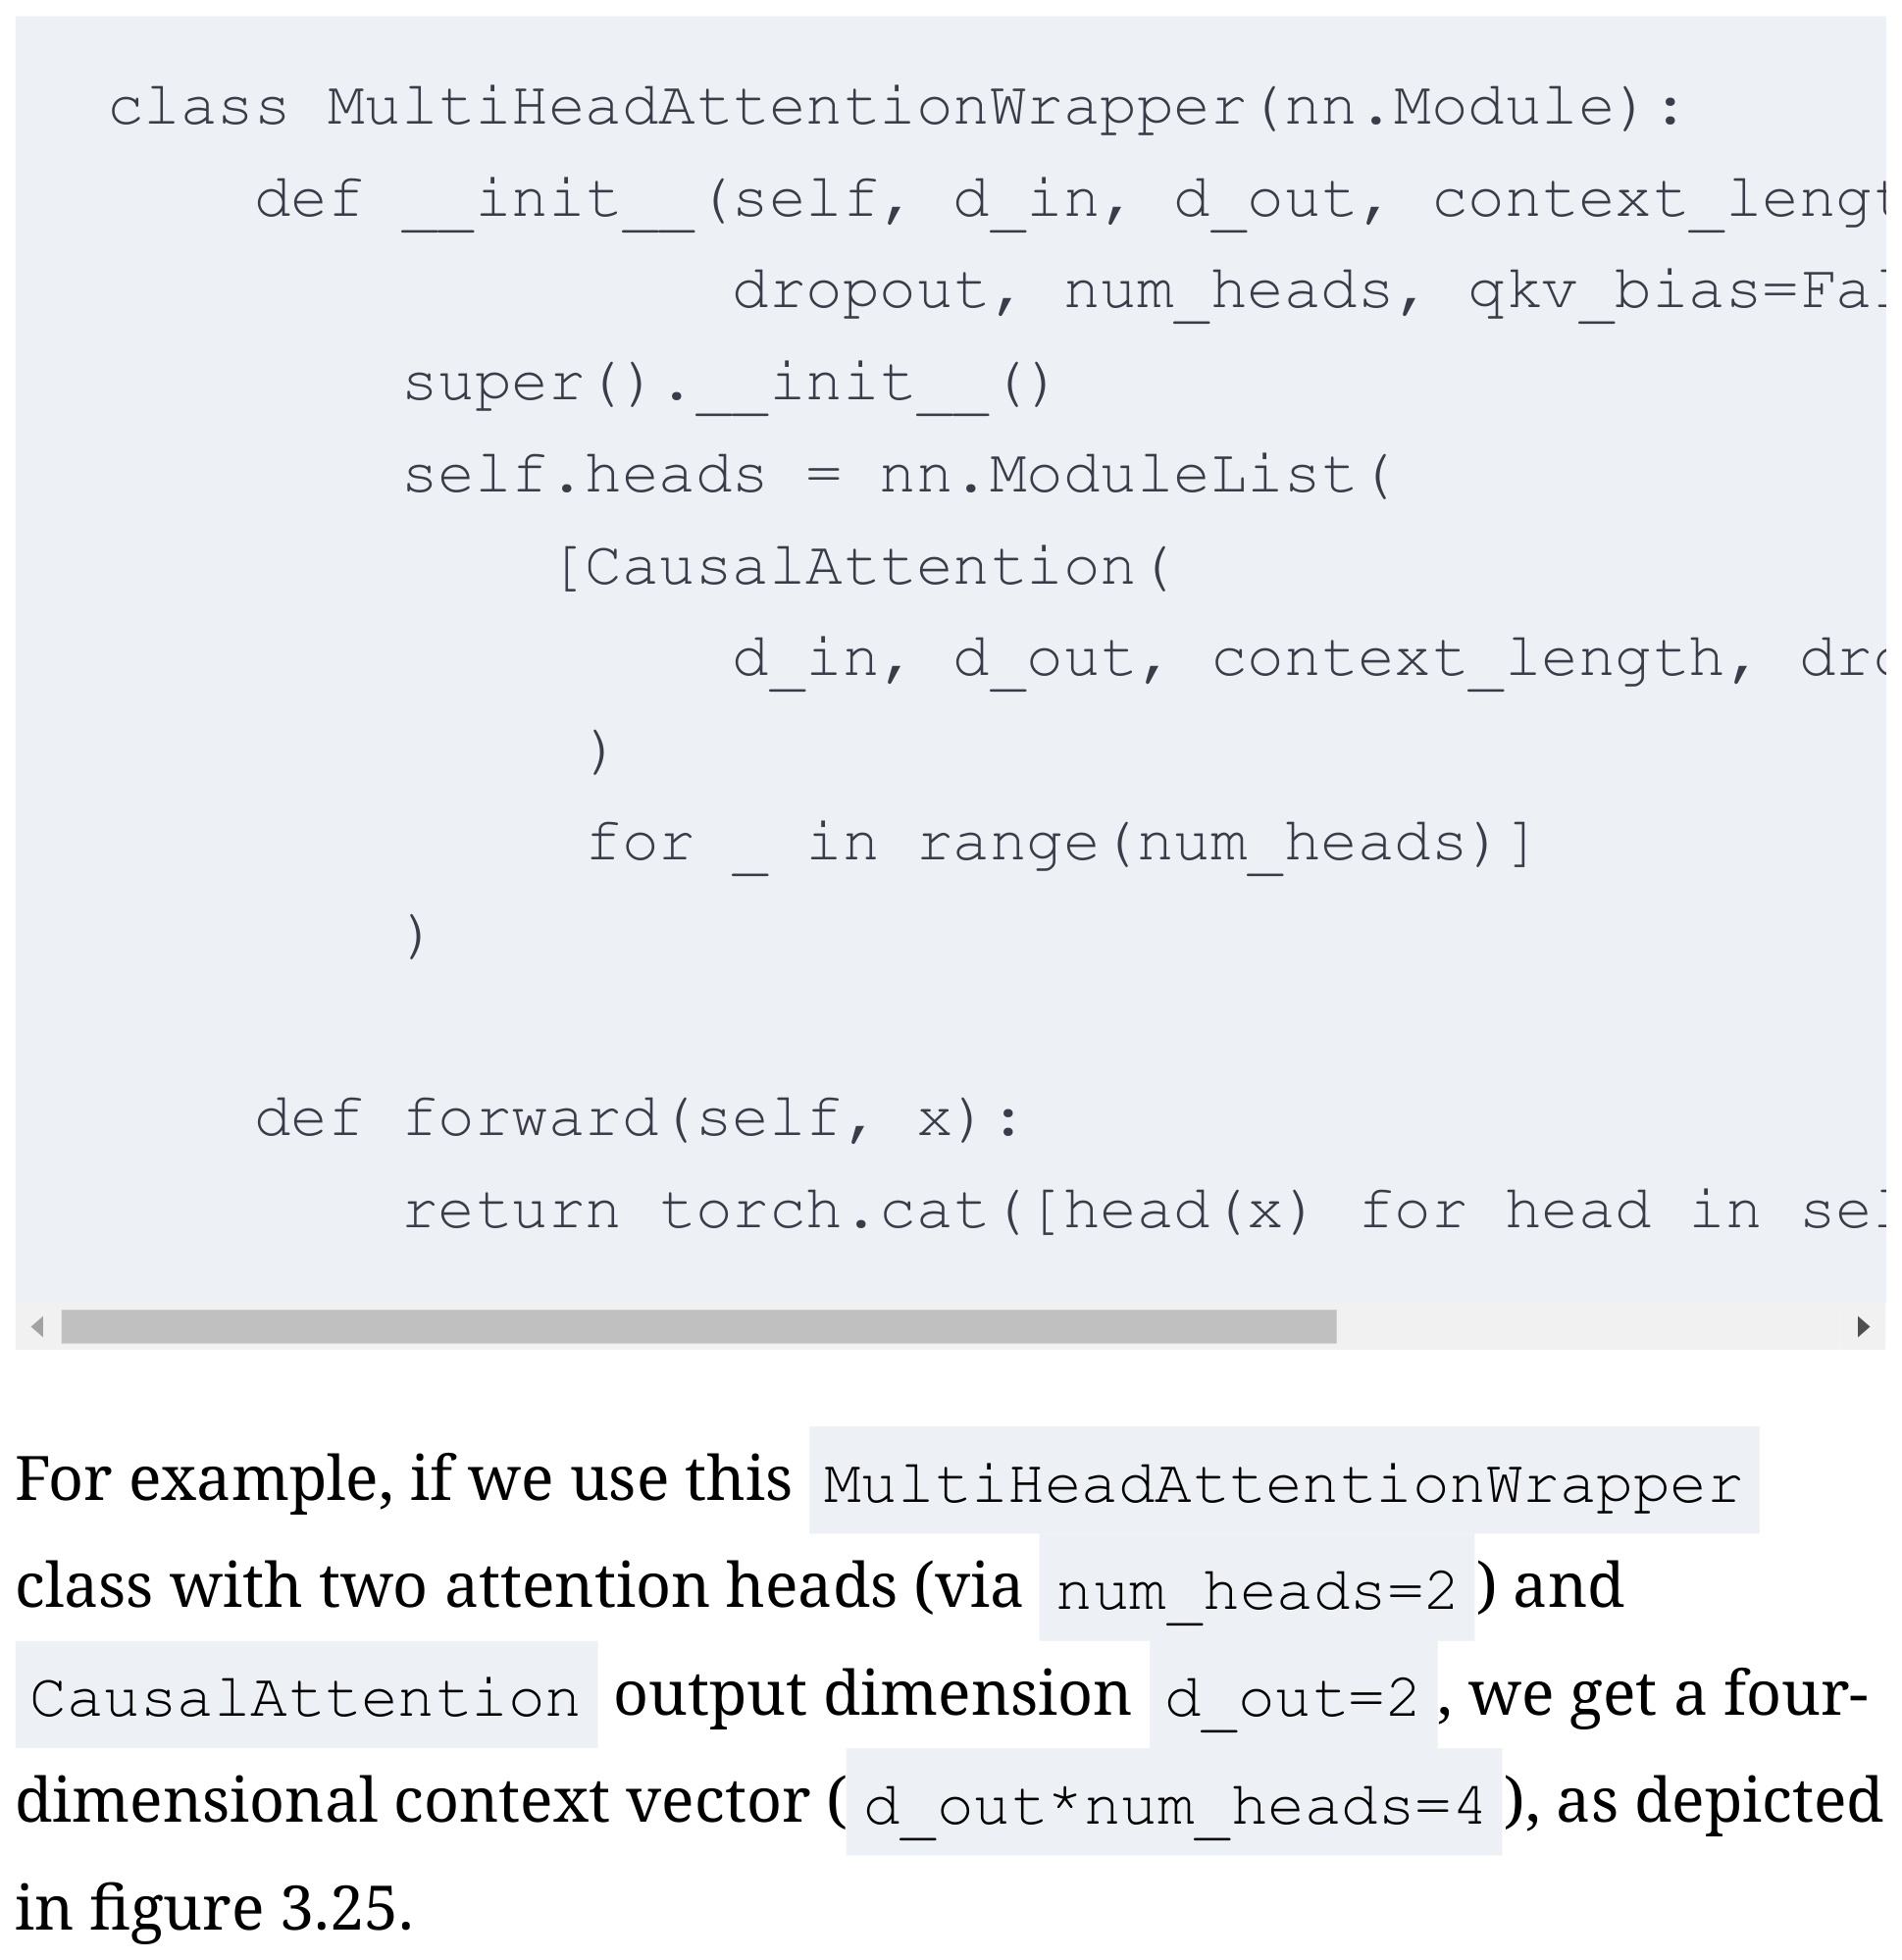 class MultiHeadAttentionWrapper(nn.Module):
    def __init__(self, d_in, d_out, context_lengt
                 dropout, num_heads, qkv_bias=Fal
        super().__init__()
        self.heads = nn.ModuleList(
            [CausalAttention(
                 d_in, d_out, context_length, dro
             )
             for _ in range(num_heads)]
        )
    def forward(self, x):
        return torch.cat([head(x) for head in sel
For example, if we use this MultiHeadAttentionWrapper
class with two attention heads (via num_heads=2) and
CausalAttention output dimension d_out=2, we get a four-
dimensional context vector (d_out*num_heads=4), as depicted
in figure 3.25.